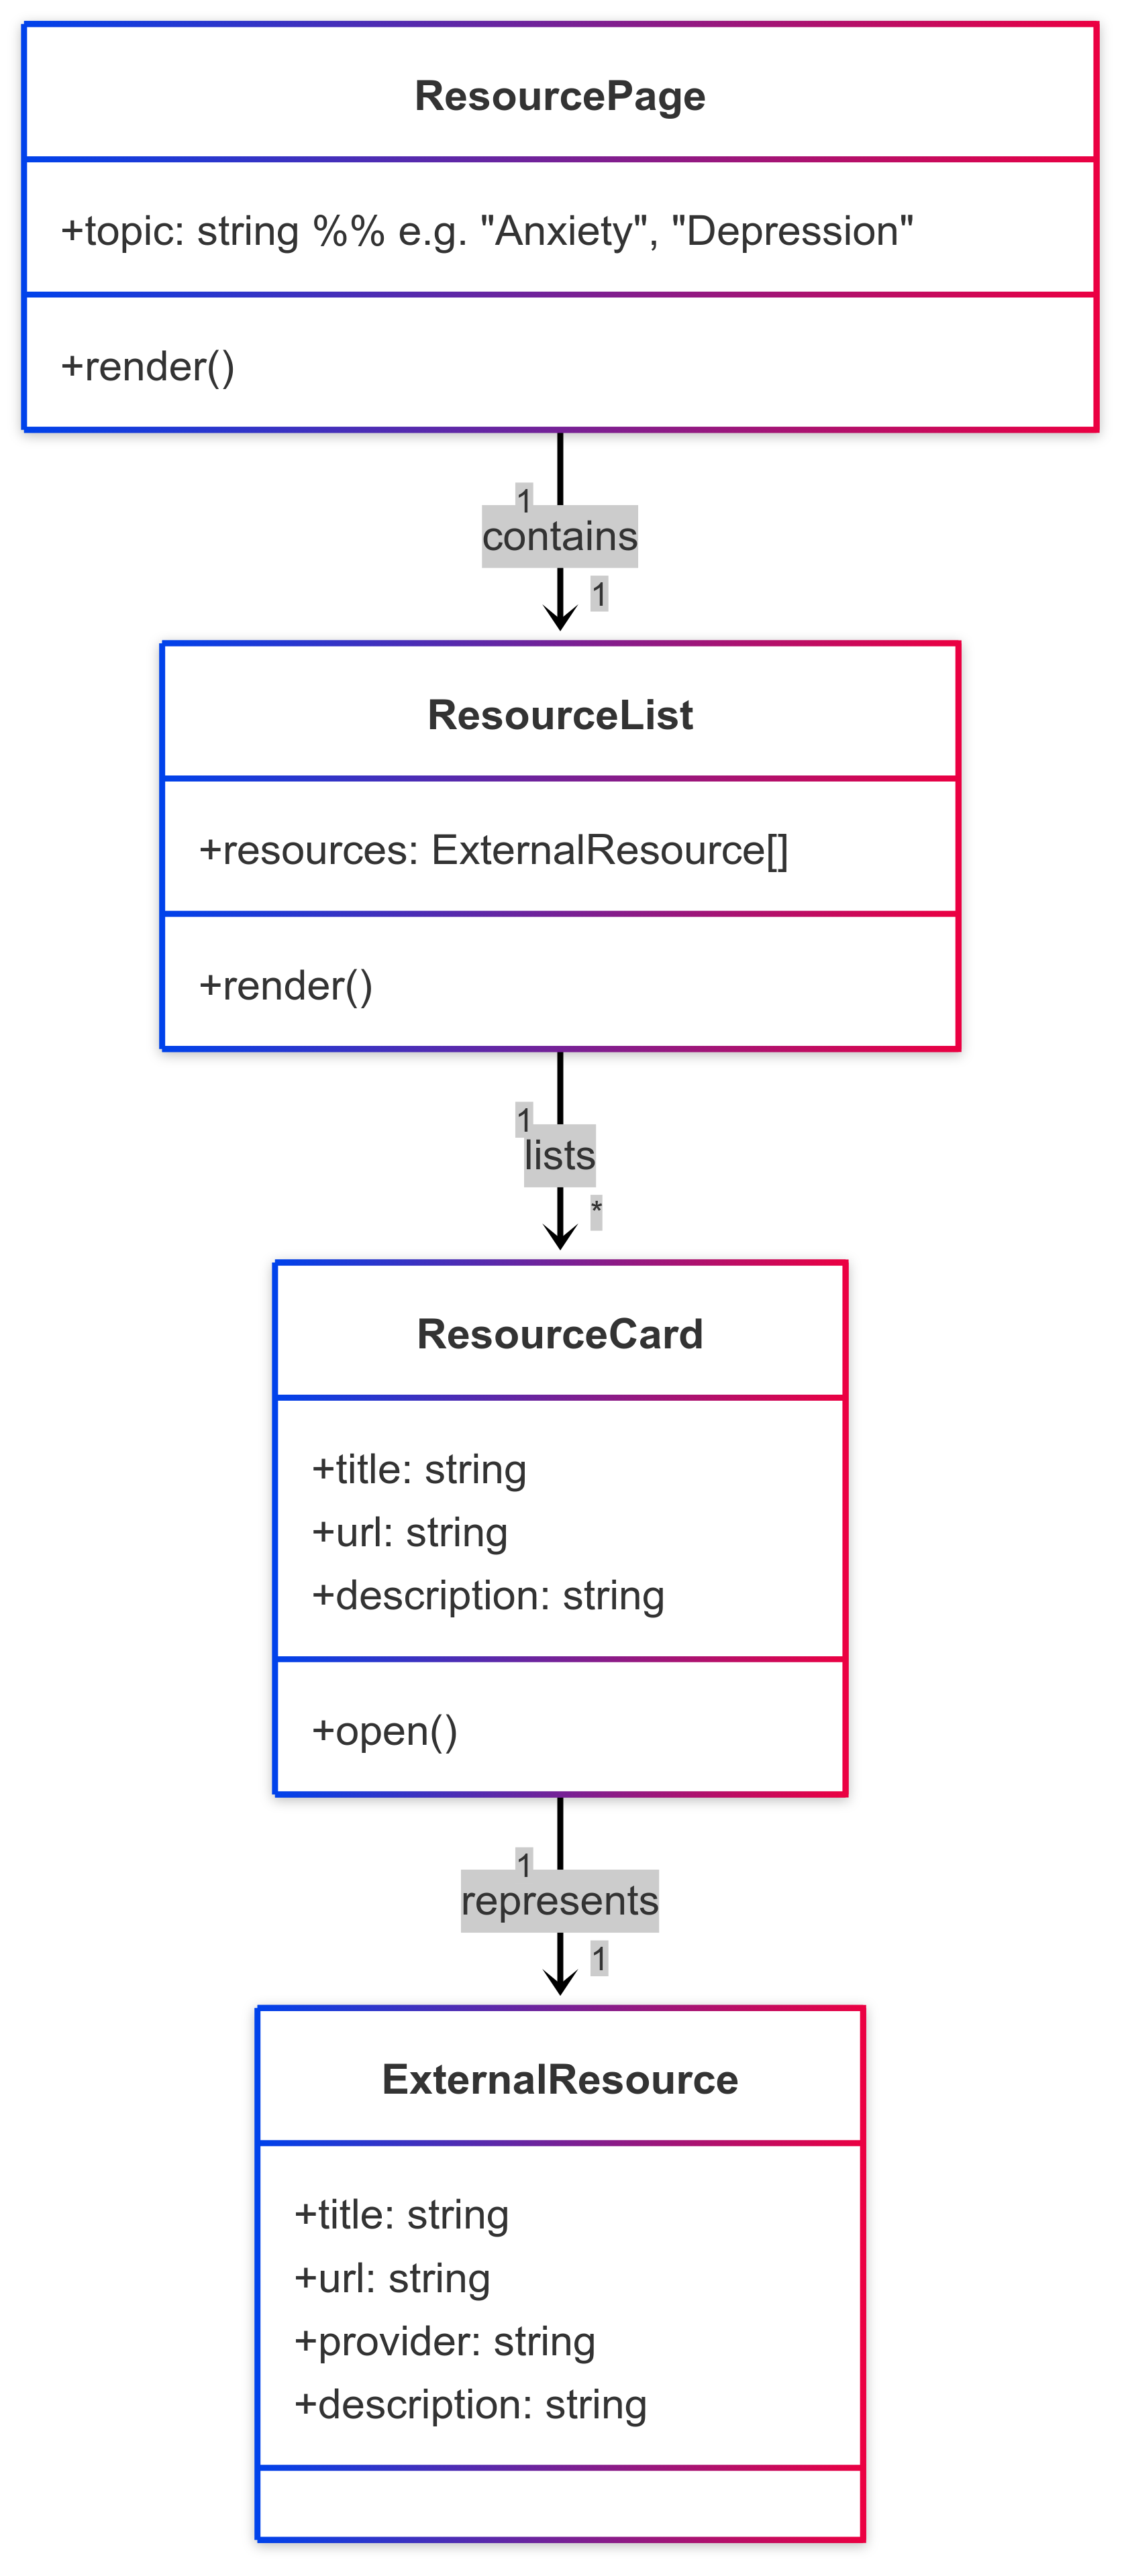 ResourcePage
+topic: string %% e.g. "Anxiety", "Depression"
+render()
1
contains
1
ResourceList
+resources: ExternalResource[]
+render()
1
lists
*
ResourceCard
+title: string
+url: string
+description: string
+open()
1
represents
1
ExternalResource
+title: string
+url: string
+provider: string
+description: string